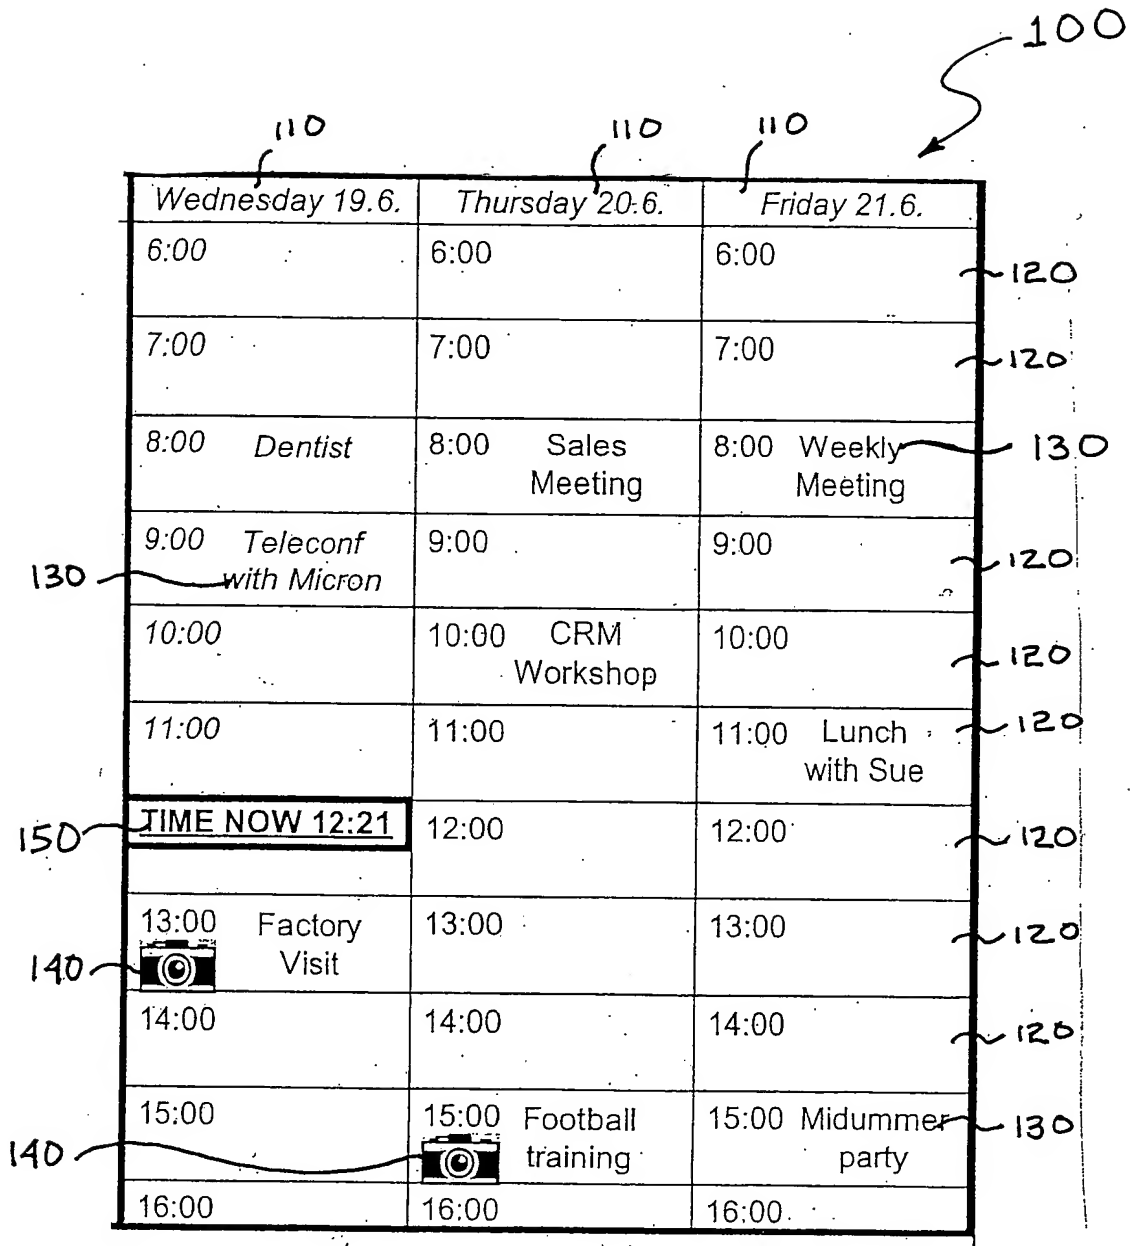 100
110 110 110
Wednesday 19.6. Thursday 20.6. Friday 21.6.
6:00 6:00 6:00 120
7:00 7:00 7:00 120
8:00 Dentist 8:00 Sales 8:00 Weekly 130
Meeting Meeting
9:00 Teleconf 9:00 9:00 120
130 with Micron
10:00 10:00 CRM 10:00 120
Workshop
11:00 11:00 11:00 Lunch 120
with Sue
150 TIME NOW 12:21 12:00 12:00 120
13:00 Factory 13:00 13:00 120
140 Visit
14:00 14:00 14:00 120
15:00 15:00 Football 15:00 Midummer 130
140 training party
16:00 16:00 16:00